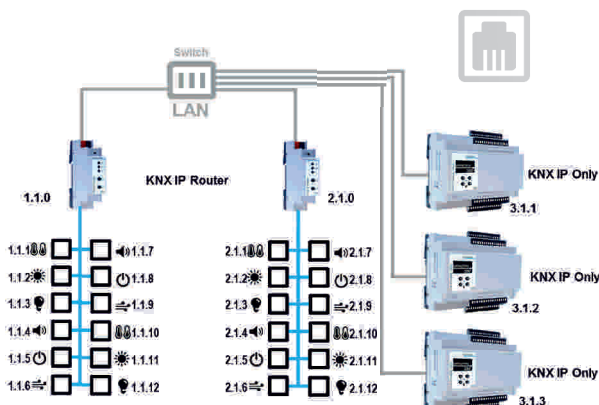 Switch
LAN
KNX IP Router
1.1.0
2.1.0
KNX IP Only
3.1.1
KNX IP Only
3.1.2
KNX IP Only
3.1.3
1.1.1 1.1.7
1.1.2 1.1.8
1.1.3 1.1.9
1.1.4 1.1.10
1.1.5 1.1.11
1.1.6 1.1.12
2.1.1 2.1.7
2.1.2 2.1.8
2.1.3 2.1.9
2.1.4 2.1.10
2.1.5 2.1.11
2.1.6 2.1.12